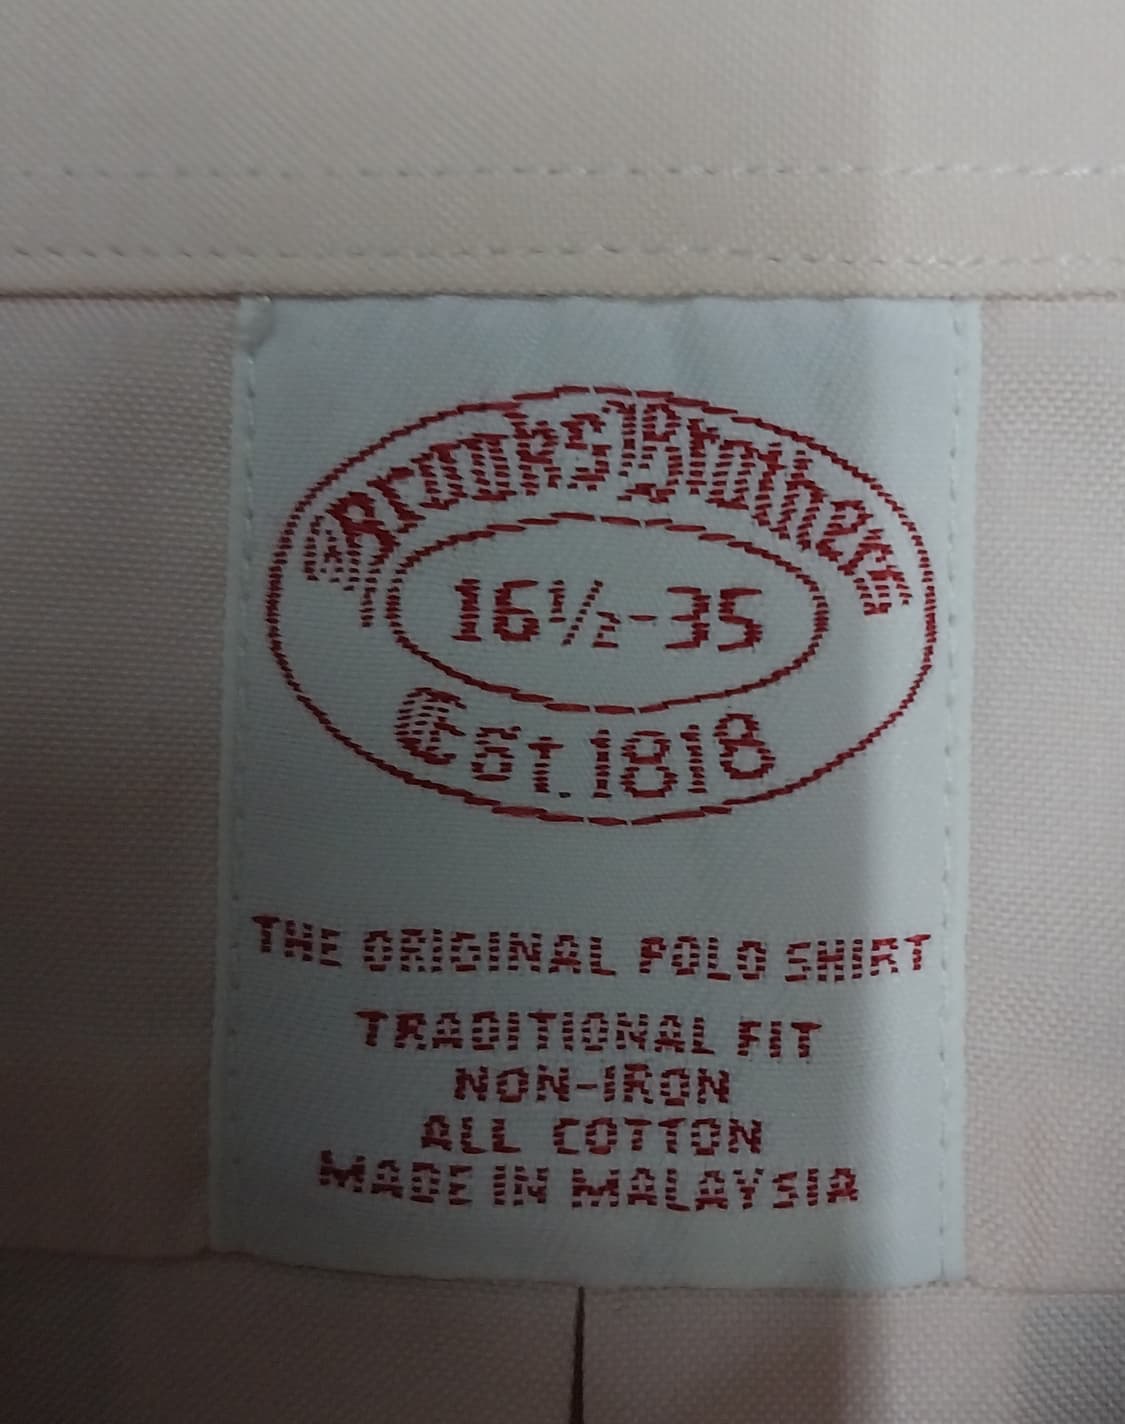 Brooks Brothers
16½-35
Est. 1818
THE ORIGINAL POLO SHIRT
TRADITIONAL FIT
NON-IRON
ALL COTTON
MADE IN MALAYSIA